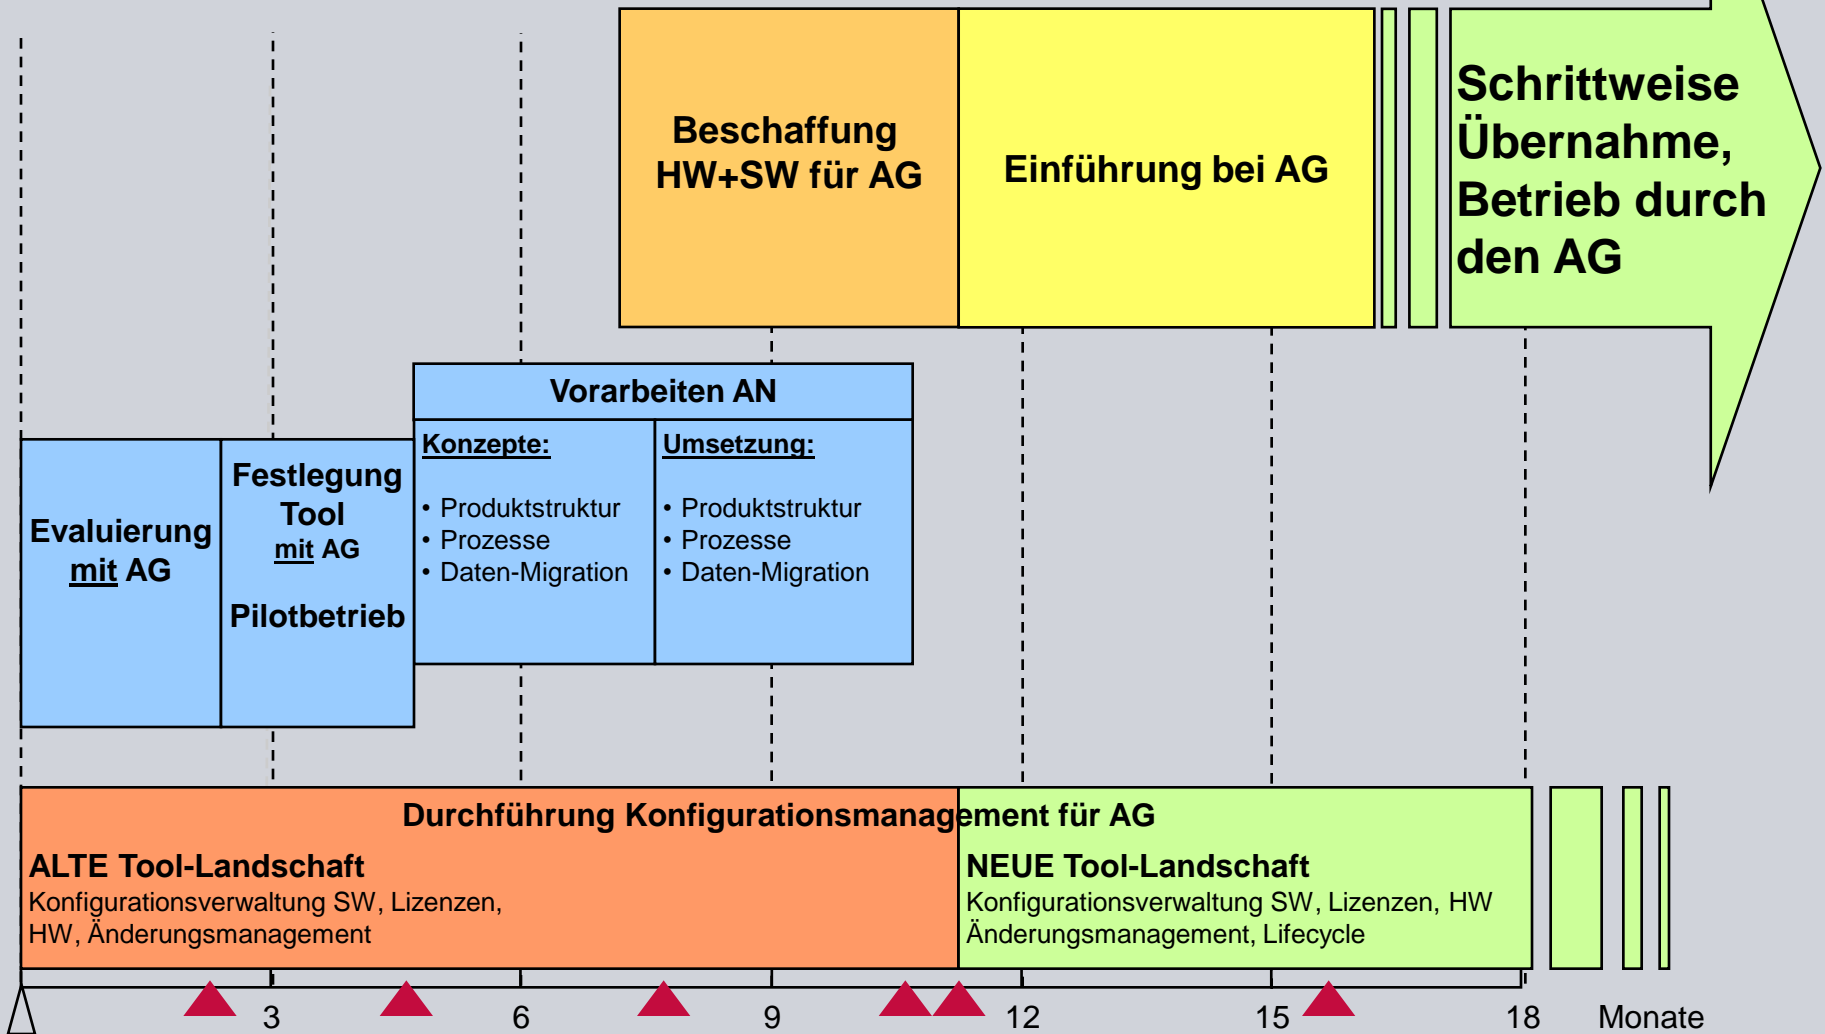 Beschaffung
HW+SW für AG
Einführung bei AG
Schrittweise
Übernahme,
Betrieb durch
den AG
Vorarbeiten AN
Evaluierung
mit AG
Festlegung
Tool
mit AG
Pilotbetrieb
Konzepte:
• Produktstruktur
• Prozesse
• Daten-Migration
Umsetzung:
• Produktstruktur
• Prozesse
• Daten-Migration
Durchführung Konfigurationsmanagement für AG
ALTE Tool-Landschaft
Konfigurationsverwaltung SW, Lizenzen,
HW, Änderungsmanagement
NEUE Tool-Landschaft
Konfigurationsverwaltung SW, Lizenzen, HW
Änderungsmanagement, Lifecycle
3 6 9 12 15 18 Monate